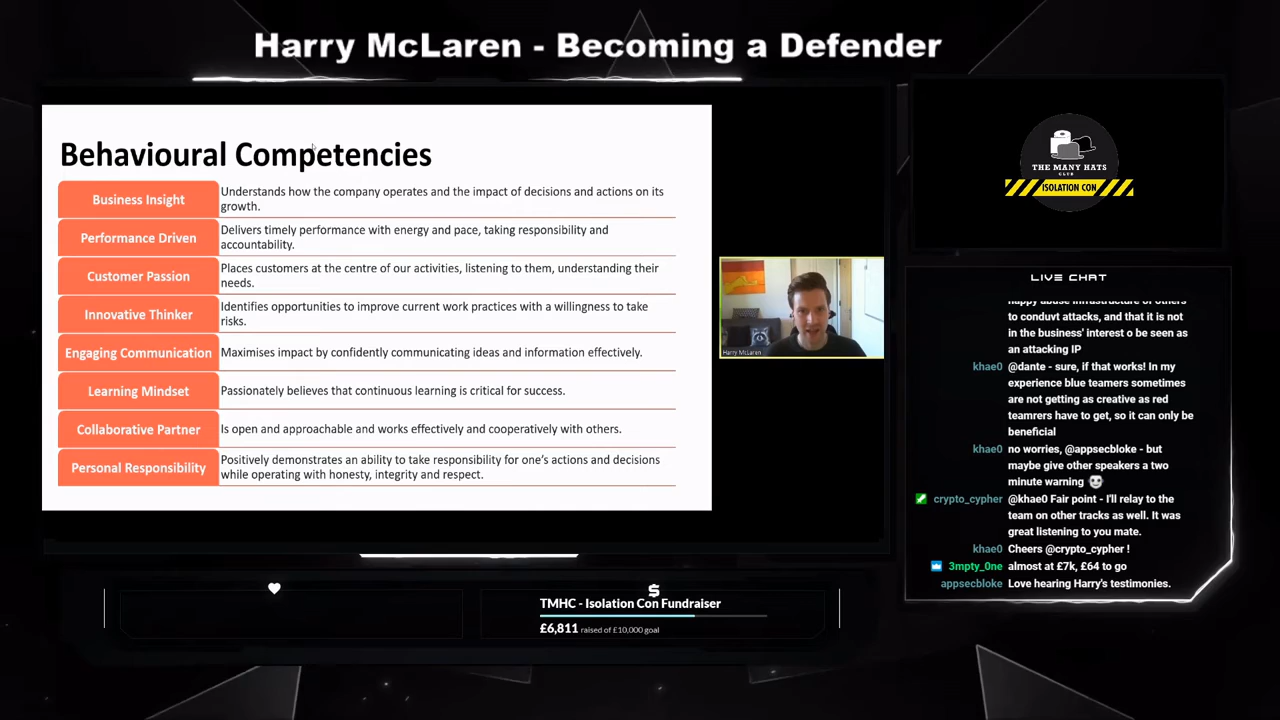 Harry McLaren - Becoming a Defender
Behavioural Competencies
Business Insight
Understands how the company operates and the impact of decisions and actions on its
growth.
Performance Driven
Delivers timely performance with energy and pace, taking responsibility and
accountability.
Customer Passion
Places customers at the centre of our activities, listening to them, understanding their
needs.
Innovative Thinker
Identifies opportunities to improve current work practices with a willingness to take
risks.
Engaging Communication
Maximises impact by confidently communicating ideas and information effectively.
Learning Mindset
Passionately believes that continuous learning is critical for success.
Collaborative Partner
Is open and approachable and works effectively and cooperatively with others.
Personal Responsibility
Positively demonstrates an ability to take responsibility for one's actions and decisions
while operating with honesty, integrity and respect.
Harry McLaren
THE MANY HATS
CLUB
ISOLATION CON
LIVE CHAT
happy abuse infrastructure of others
to conduvt attacks, and that it is not
in the business' interest o be seen as
an attacking IP
khae0 @dante - sure, if that works! In my
experience blue teamers sometimes
are not getting as creative as red
teamrers have to get, so it can only be
beneficial
khae0 no worries, @appsecbloke - but
maybe give other speakers a two
minute warning
crypto_cypher @khae0 Fair point - I'll relay to the
team on other tracks as well. It was
great listening to you mate.
khae0 Cheers @crypto_cypher !
3mpty_0ne almost at £7k, £64 to go
appsecbloke Love hearing Harry's testimonies.
TMHC - Isolation Con Fundraiser
£6,811 raised of £10,000 goal